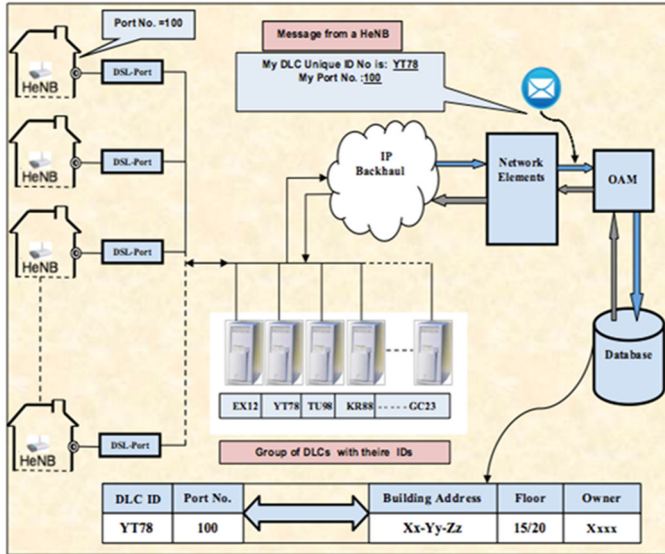 Port No. =100
Message from a HeNB
My DLC Unique ID No is: YT78
My Port No. :100
HeNB
DSL-Port
HeNB
DSL-Port
HeNB
DSL-Port
HeNB
DSL-Port
IP
Backhaul
Network
Elements
OAM
Database
EX12 YT78 TU98 KR88 -----GC23
Group of DLCs with theire IDs
DLC ID Port No. Building Address Floor Owner
YT78 100 Xx-Yy-Zz 15/20 Xxxx